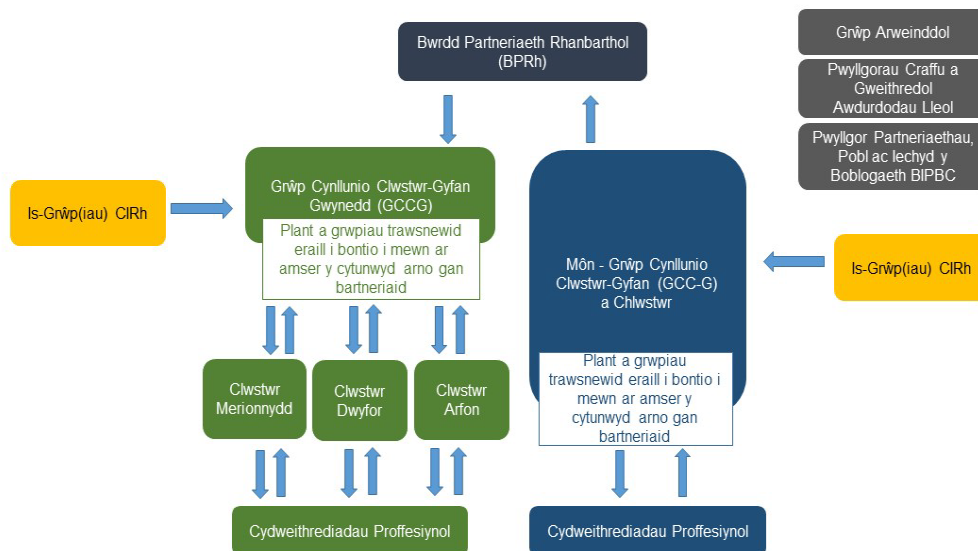 Bwrdd Partneriaeth Rhanbarthol
(BPRh)
Grŵp Arweinddol
Pwyllgorau Craffu a
Gweithredol
Awdurdodau Lleol
Pwyllgor Partneriaethau,
Pobl ac Iechyd y
Boblogaeth BIPBC
Is-Grŵp(iau) ClRh
Grŵp Cynllunio Clwstwr-Gyfan
Gwynedd (GCCG)
Plant a grwpiau trawsnewid
eraill i bontio i mewn ar
amser y cytunwyd arno gan
bartneriaid
Môn - Grŵp Cynllunio
Clwstwr-Gyfan (GCC-G)
a Chlwstwr
Is-Grŵp(iau) ClRh
Plant a grwpiau
trawsnewid eraill i bontio i
mewn ar amser y
cytunwyd arno gan
bartneriaid
Clwstwr
Merionnydd
Clwstwr
Dwyfor
Clwstwr
Arfon
Cydweithrediadau Proffesiynol
Cydweithrediadau Proffesiynol